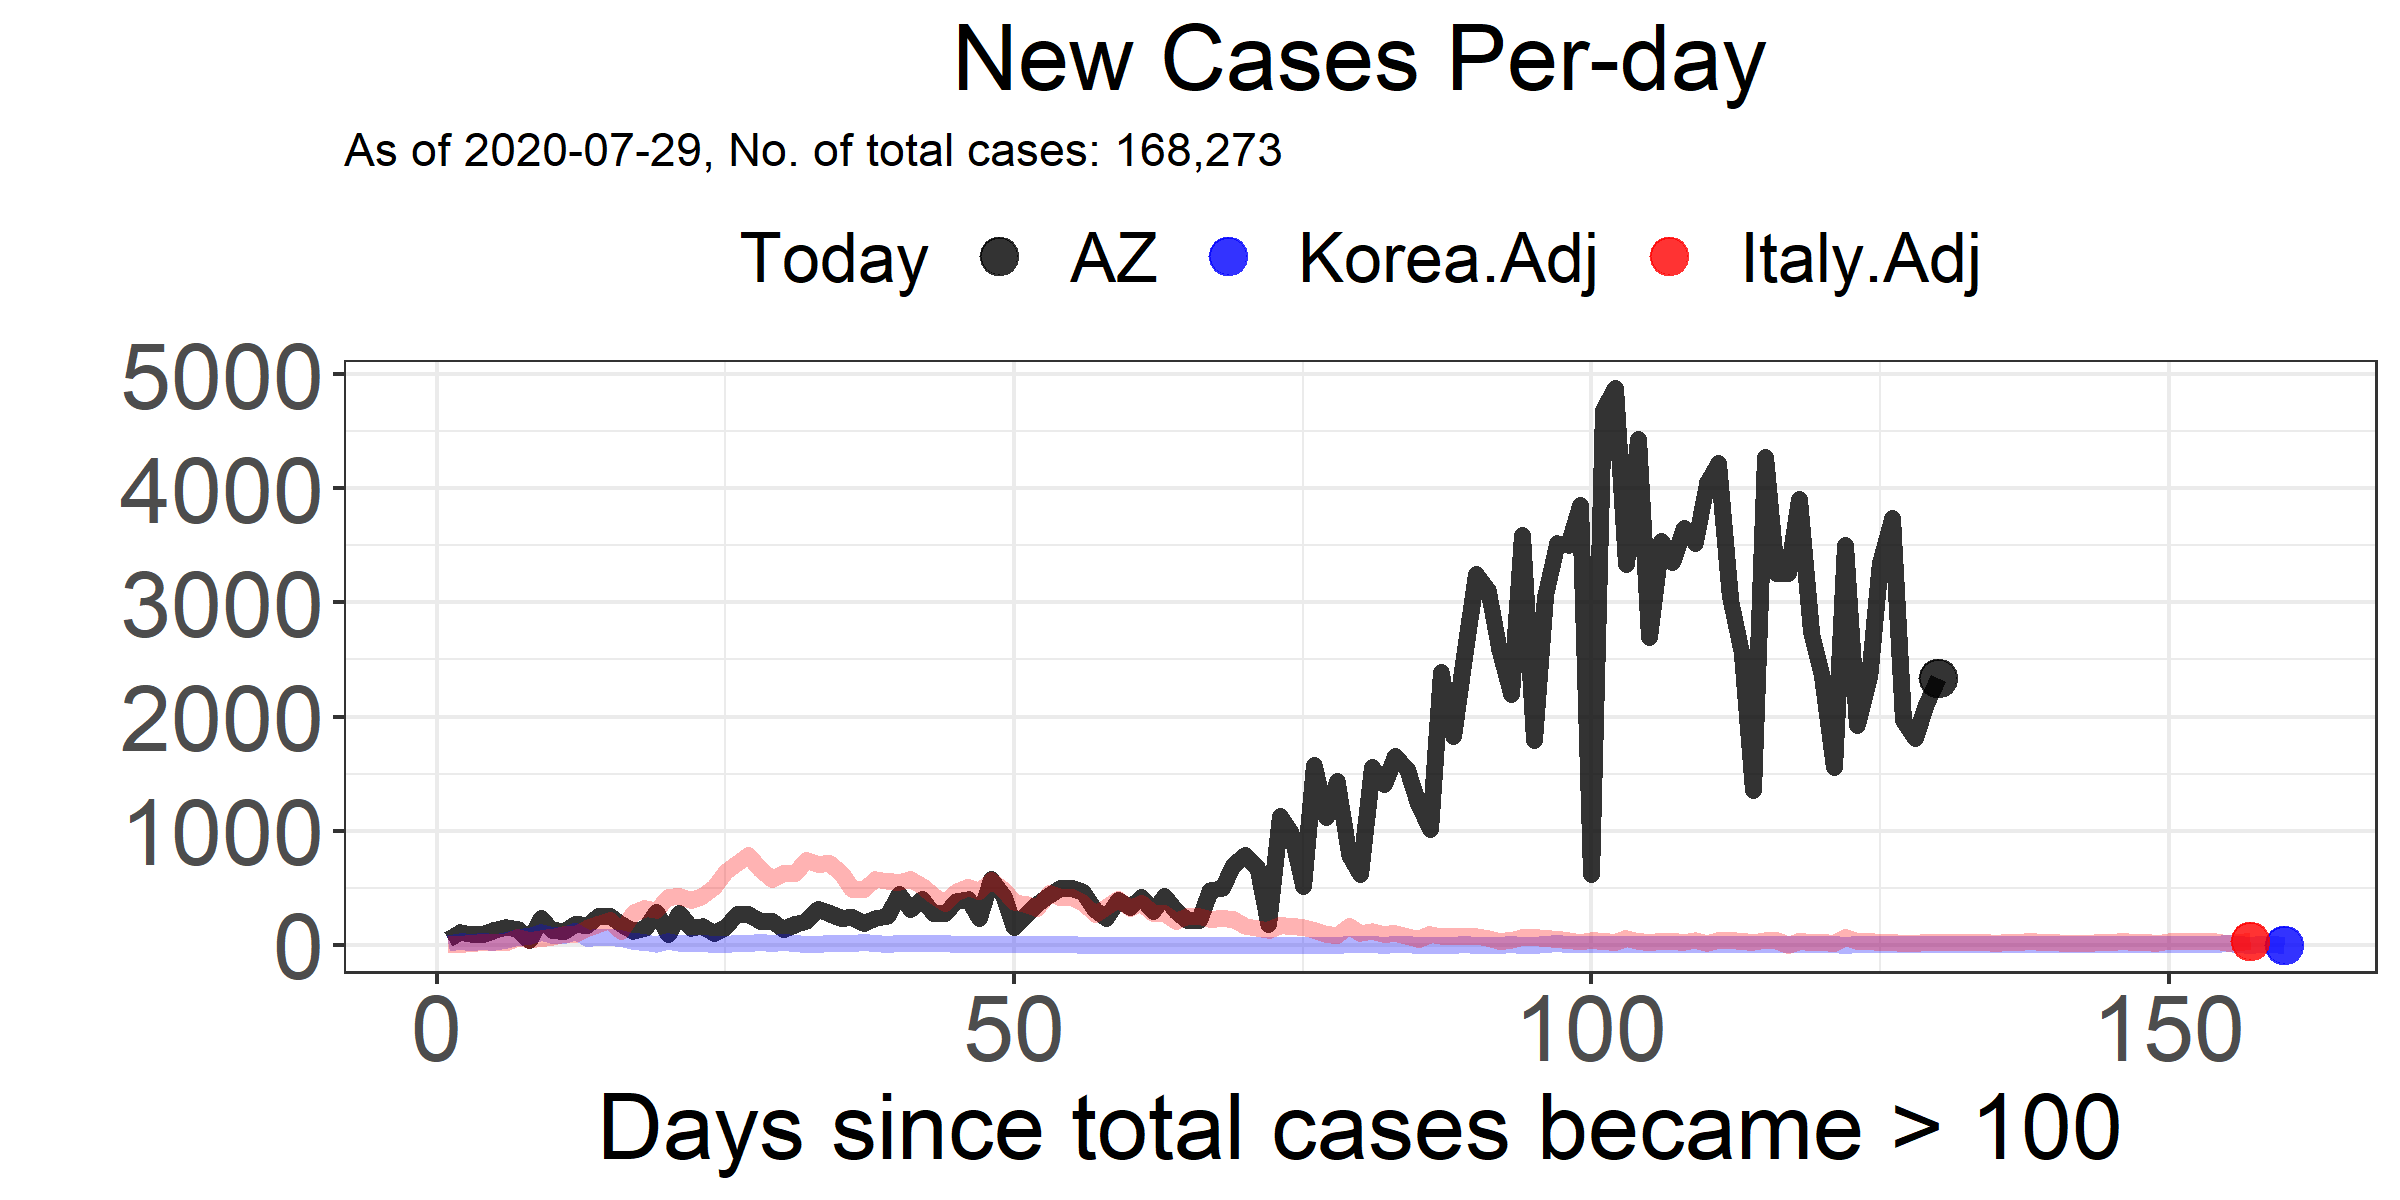 New Cases Per-day
As of 2020-07-29, No. of total cases: 168,273
Today AZ Korea.Adj Italy.Adj
5000
4000
3000
2000
1000
0
0 50 100 150
Days since total cases became > 100